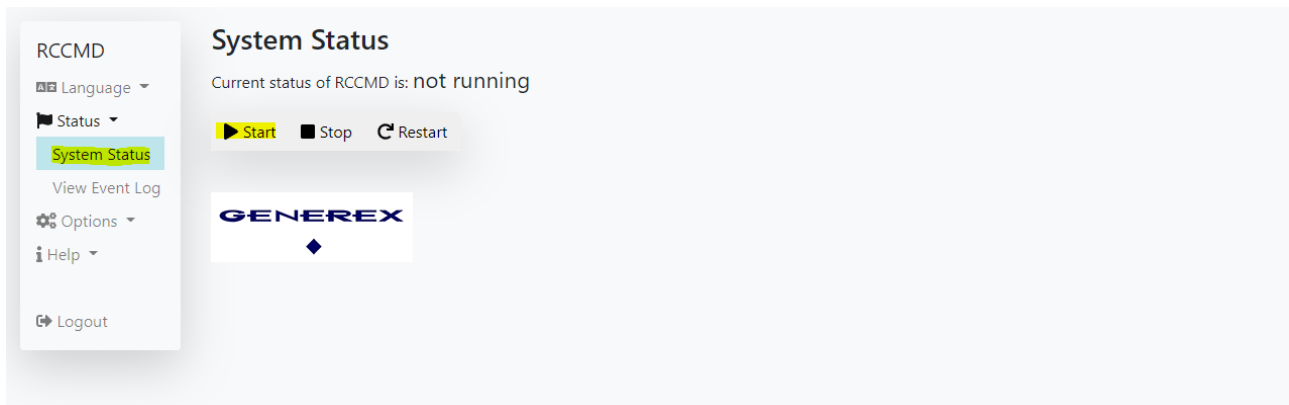 RCCMD
Language
Status
System Status
View Event Log
Options
Help
Logout
System Status
Current status of RCCMD is: not running
Start Stop Restart
GENEREX